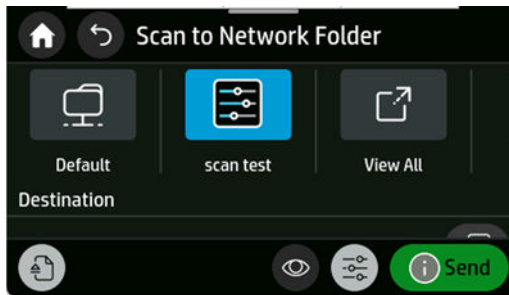 Scan to Network Folder
Default
scan test
View All
Destination
Send